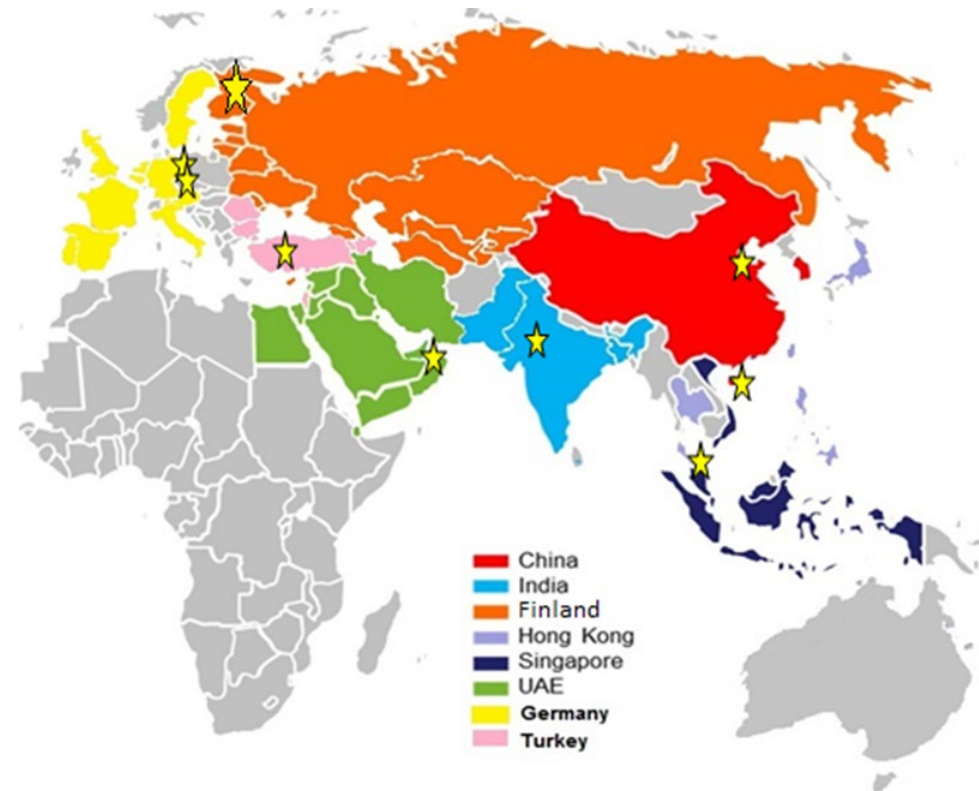 China
India
Finland
Hong Kong
Singapore
UAE
Germany
Turkey